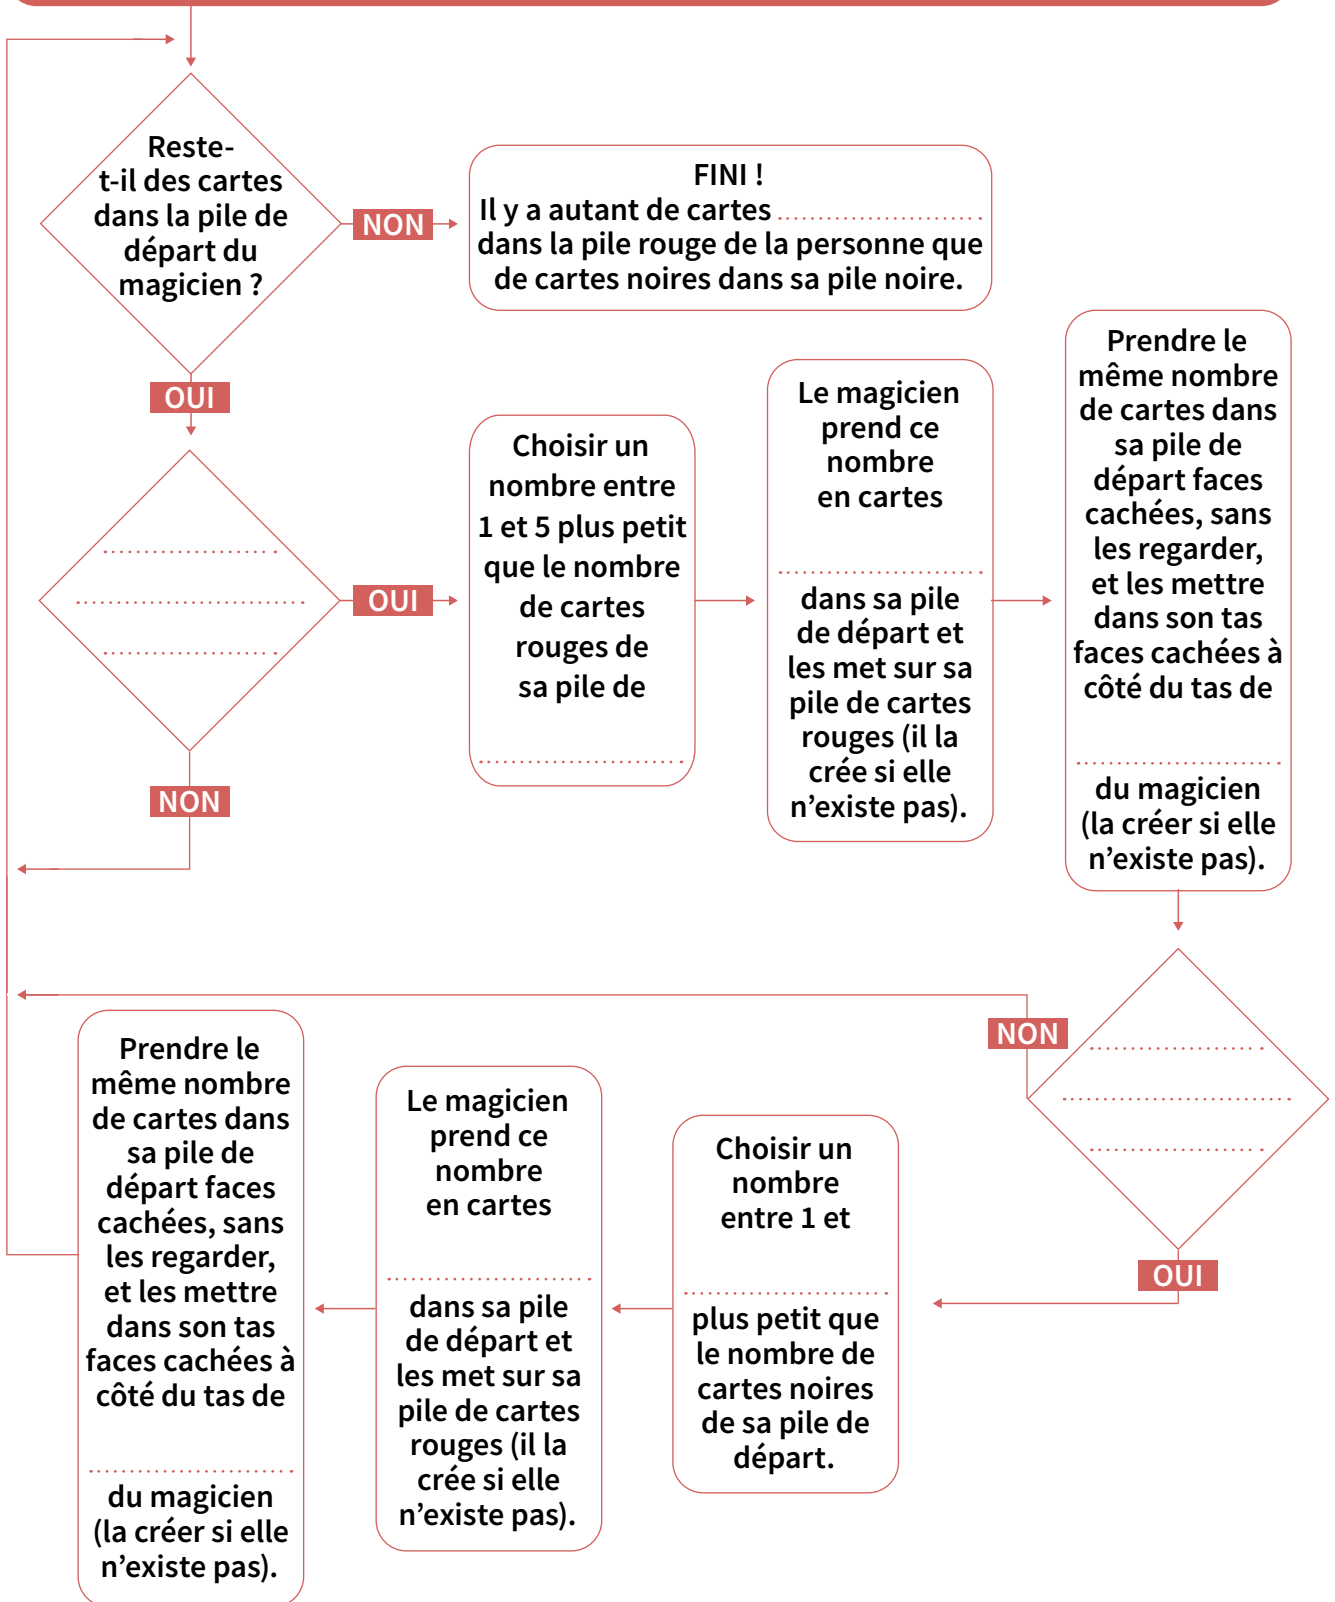 Reste-
t-il des cartes
dans la pile de
départ du
magicien ?
NON
FINI !
Il y a autant de cartes ........................
dans la pile rouge de la personne que
de cartes noires dans sa pile noire.
OUI
........................
........................
........................
OUI
Choisir un
nombre entre
1 et 5 plus petit
que le nombre
de cartes
rouges de
sa pile de
........................
Le magicien
prend ce
nombre
en cartes
........................
dans sa pile
de départ et
les met sur sa
pile de cartes
rouges (il la
crée si elle
n'existe pas).
Prendre le
même nombre
de cartes dans
sa pile de
départ faces
cachées, sans
les regarder,
et les mettre
dans son tas
faces cachées à
côté du tas de
........................
du magicien
(la créer si elle
n’existe pas).
NON
NON
........................
........................
........................
OUI
Choisir un
nombre
entre 1 et
........................
plus petit que
le nombre de
cartes noires
de sa pile de
départ.
Le magicien
prend ce
nombre
en cartes
........................
dans sa pile
de départ et
les met sur sa
pile de cartes
rouges (il la
crée si elle
n'existe pas).
Prendre le
même nombre
de cartes dans
sa pile de
départ faces
cachées, sans
les regarder,
et les mettre
dans son tas
faces cachées à
côté du tas de
........................
du magicien
(la créer si elle
n’existe pas).